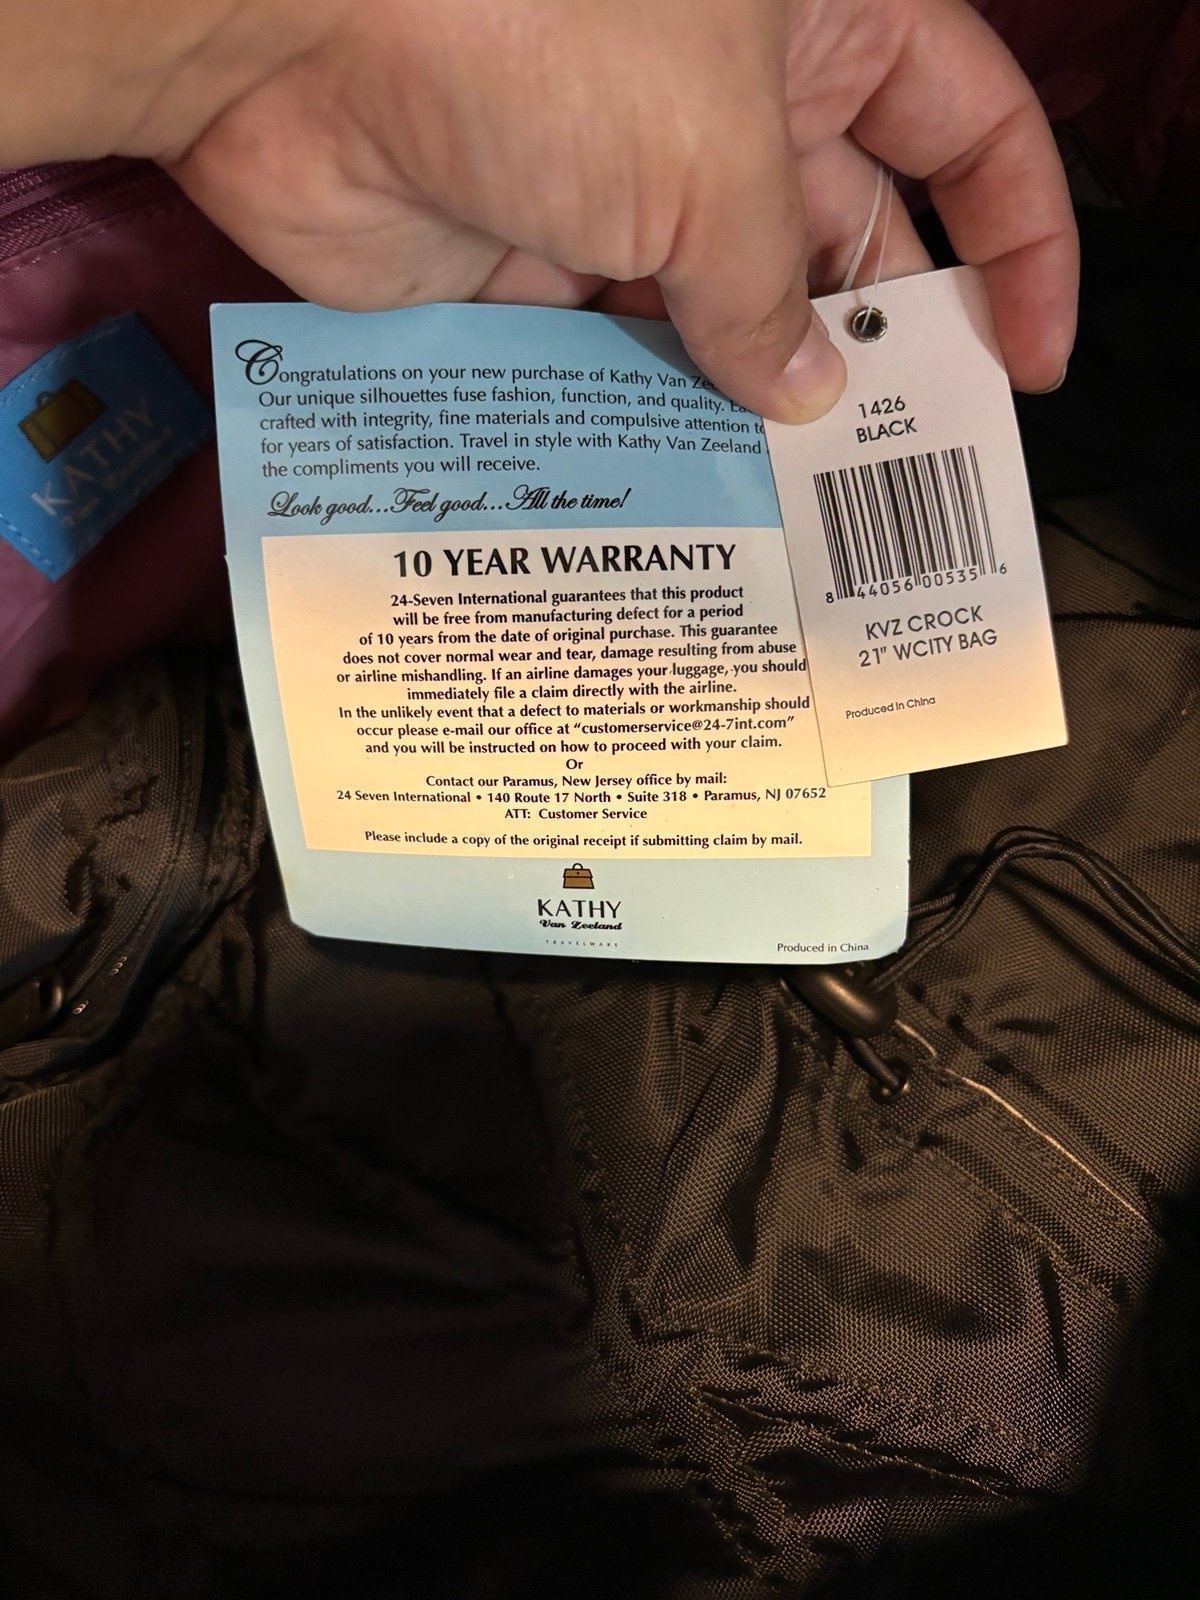 Congratulations on your new purchase of Kathy Van
Our unique silhouettes fuse fashion, function, and quality.
crafted with integrity, fine materials and compulsive attention
for years of satisfaction. Travel in style with Kathy Van Zeeland
the compliments you will receive.
Look good...Feel good...All the time!
10 YEAR WARRANTY
24-Seven International guarantees that this product
will be free from manufacturing defect for a period
of 10 years from the date of original purchase. This guarantee
does not cover normal wear and tear, damage resulting from abuse
or airline mishandling. If an airline damages your luggage, you should
immediately file a claim directly with the airline.
In the unlikely event that a defect to materials or workmanship should
occur please e-mail our office at “customerservice@24-7int.com”
and you will be instructed on how to proceed with your claim.
Or
Contact our Paramus, New Jersey office by mail:
24 Seven International • 140 Route 17 North • Suite 318 • Paramus, NJ 07652
ATT: Customer Service
Please include a copy of the original receipt if submitting claim by mail.
KATHY
Van Zeeland
TRAVELWARE
Produced in China
1426
BLACK
8 44056 00535 6
KVZ CROCK
21" WCITY BAG
Produced in China
KATHY